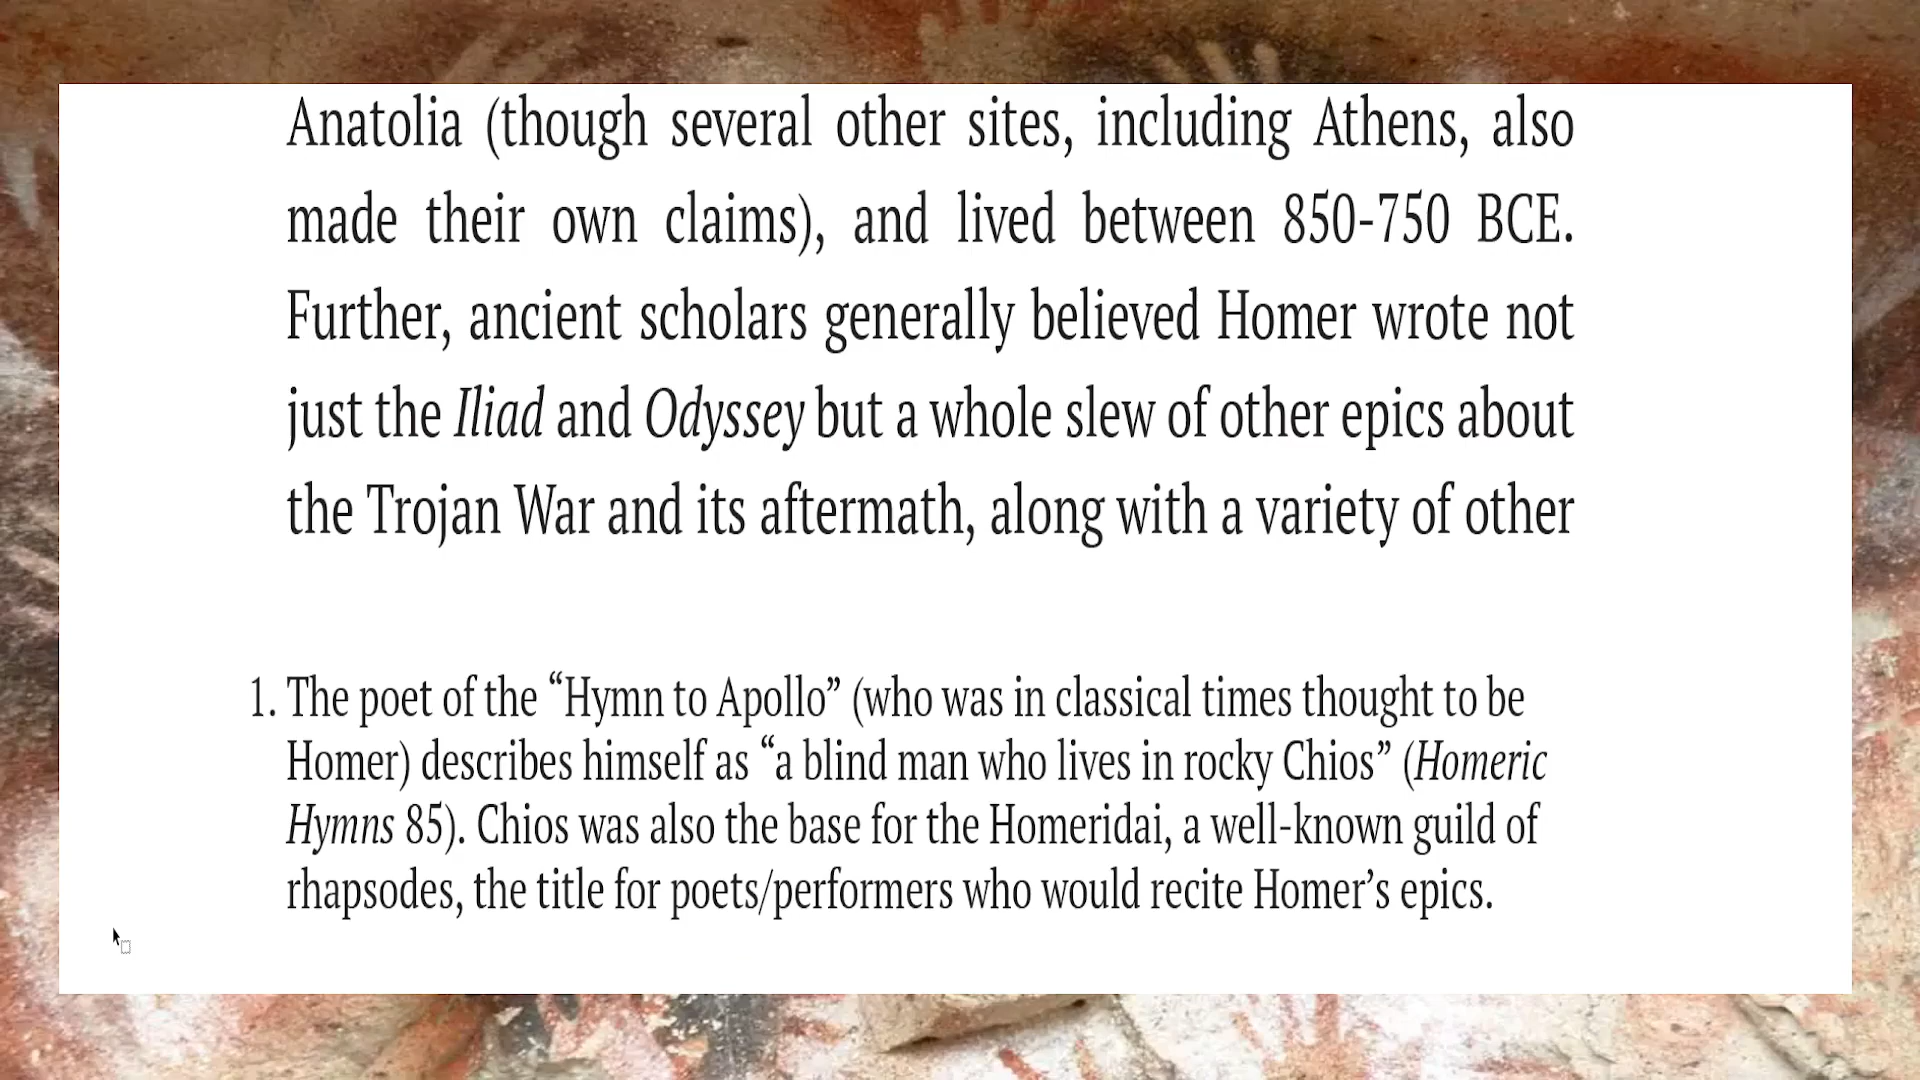 Anatolia (though several other sites, including Athens, also
made their own claims), and lived between 850-750 BCE.
Further, ancient scholars generally believed Homer wrote not
just the Iliad and Odyssey but a whole slew of other epics about
the Trojan War and its aftermath, along with a variety of other
1. The poet of the “Hymn to Apollo” (who was in classical times thought to be
Homer) describes himself as “a blind man who lives in rocky Chios” (Homeric
Hymns 85). Chios was also the base for the Homeridai, a well-known guild of
rhapsodes, the title for poets/performers who would recite Homer’s epics.